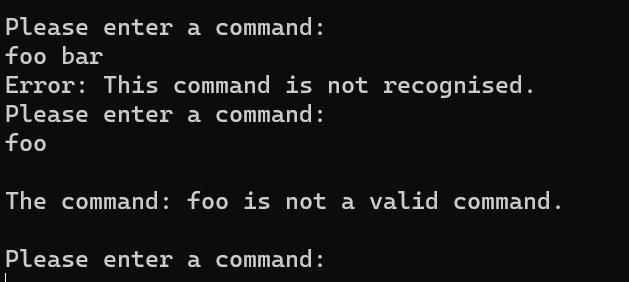 Please enter a command:
foo bar
Error: This command is not recognised.
Please enter a command:
foo
The command: foo is not a valid command.
Please enter a command: